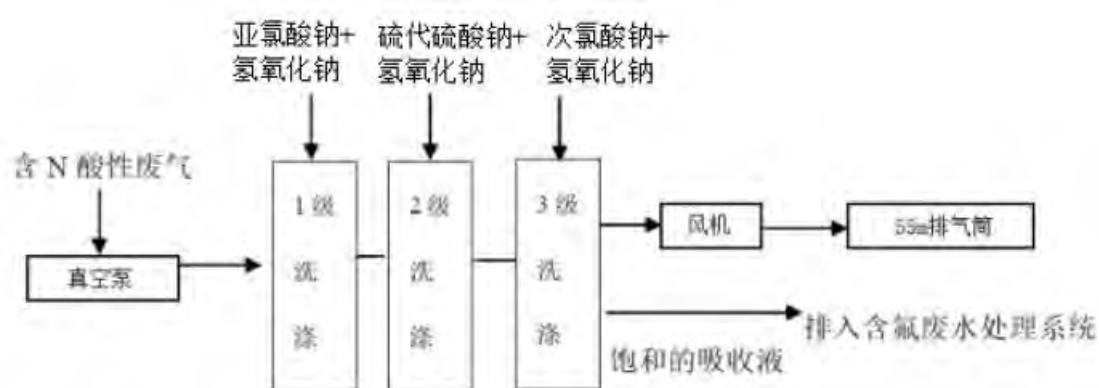 亚氯酸钠+
氢氧化钠
硫代硫酸钠+
氢氧化钠
次氯酸钠+
氢氧化钠
含 N 酸性废气
真空泵
1 级
洗
涤
2 级
洗
涤
3 级
洗
涤
风机
55m排气筒
饱和的吸收液
排入含氟废水处理系统